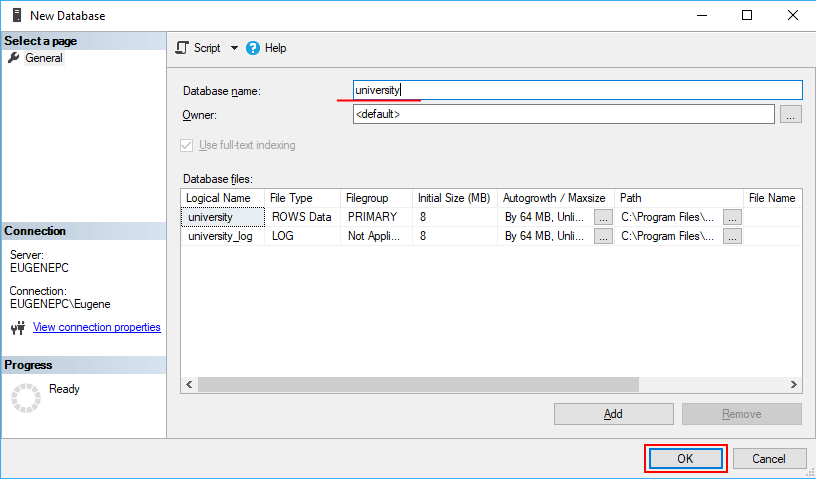 New Database
Select a page
General
Script
Help
Database name:
university
Owner:
<default>
...
Use full-text indexing
Database files:
Logical Name File Type Filegroup Initial Size (MB) Autogrowth / Maxsize Path File Name
university ROWS Data PRIMARY 8 By 64 MB, Unli... ... C:\Program Files\... ...
university_log LOG Not Appli... 8 By 64 MB, Unli... ... C:\Program Files\... ...
Connection
Server:
EUGENEPC
Connection:
EUGENEPC\Eugene
View connection properties
Progress
Ready
Add
Remove
OK
Cancel